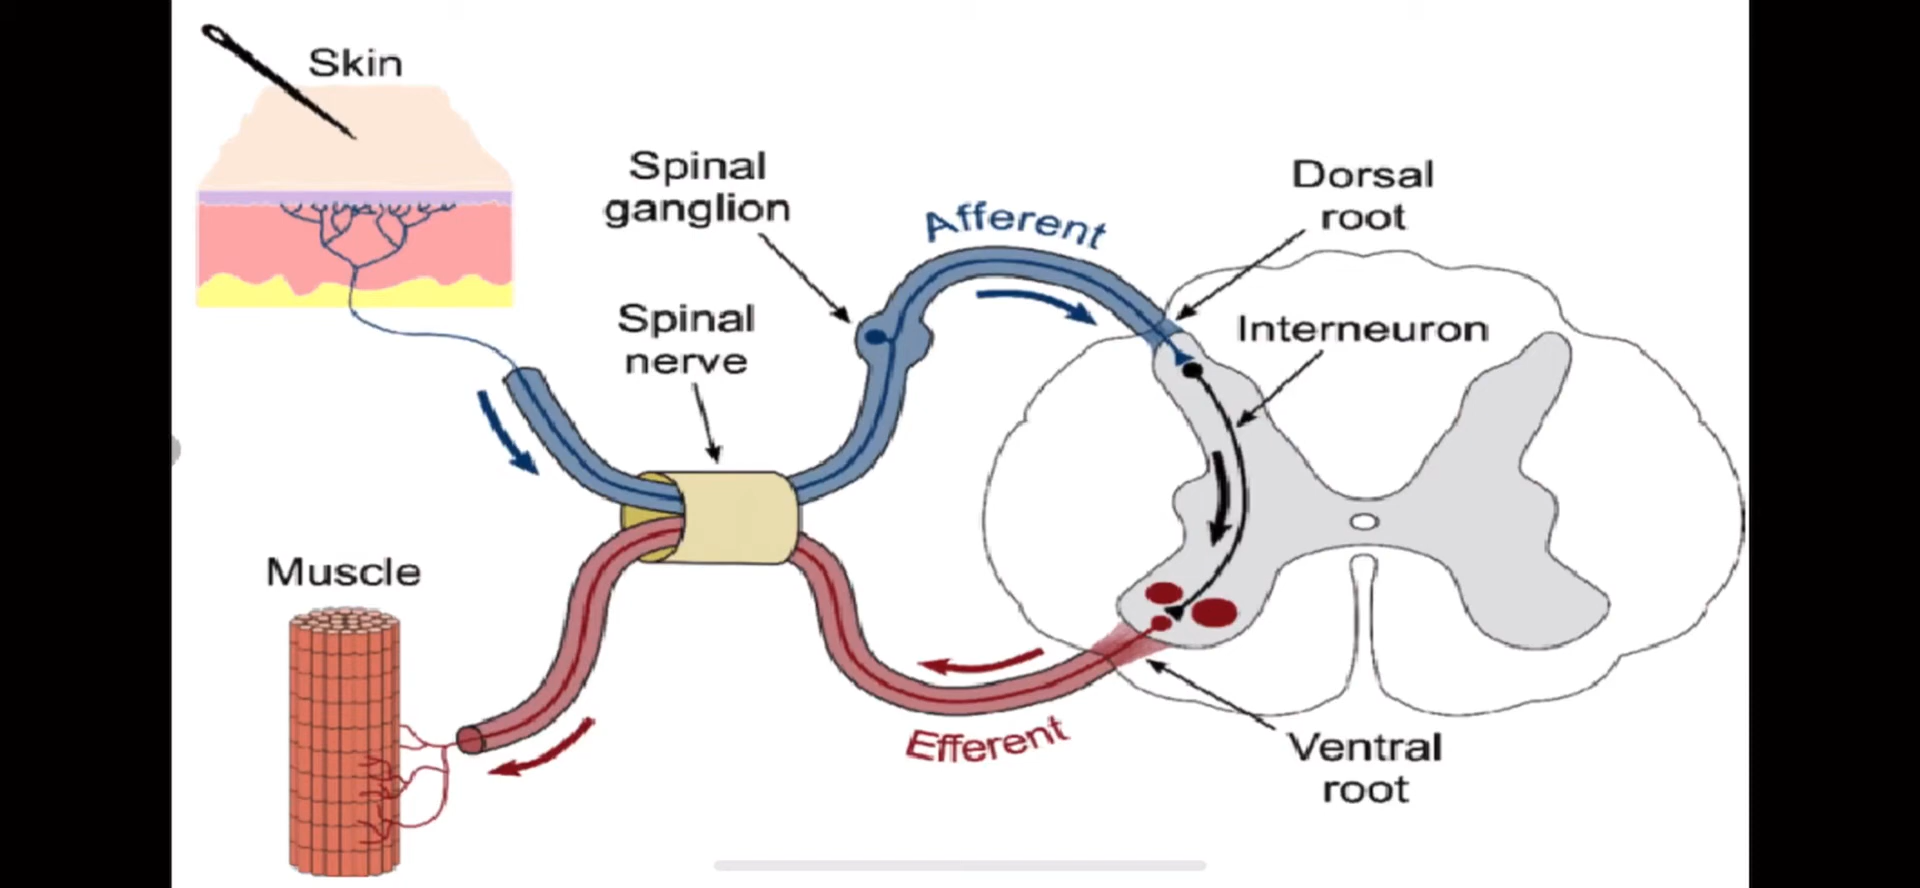 Skin
Spinal
ganglion
Afferent
Dorsal
root
Spinal
nerve
Interneuron
Muscle
Efferent
Ventral
root